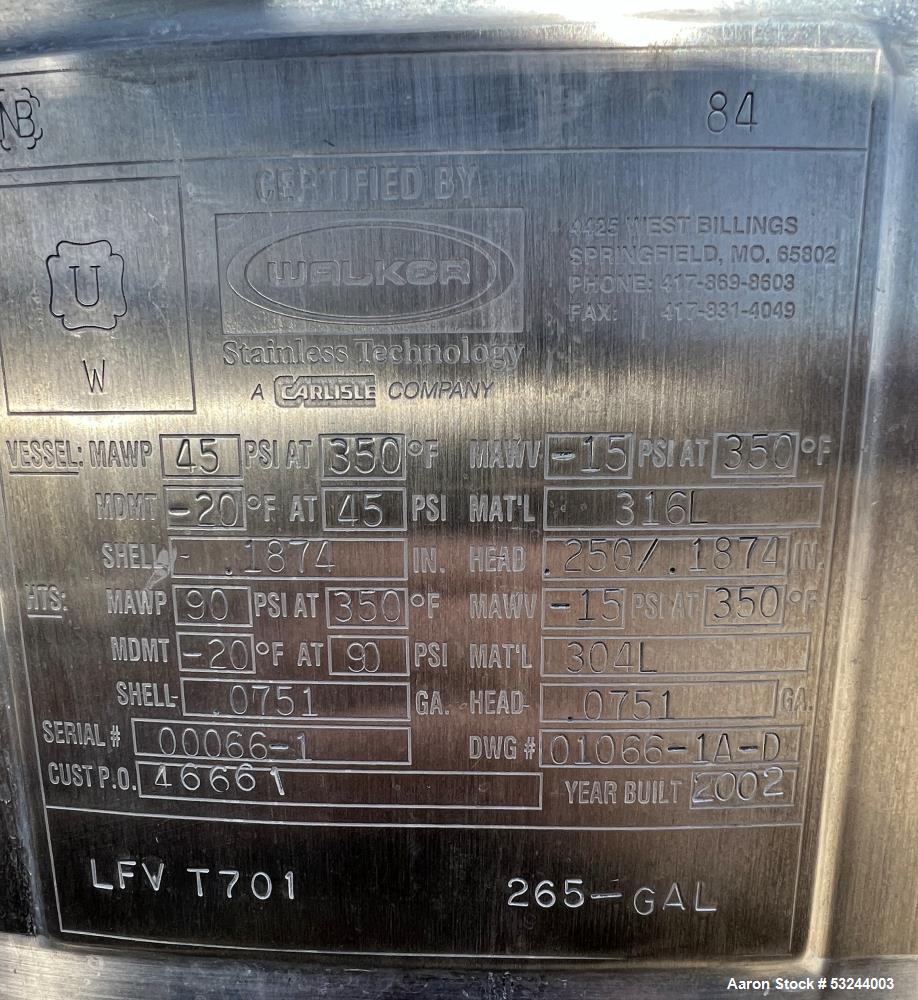 NB 84
CERTIFIED BY
U
W
WALKER
Stainless Technology
A CARLISLE COMPANY
4425 WEST BILLINGS
SPRINGFIELD, MO. 65802
PHONE: 417-869-8603
FAX: 417-831-4049
VESSEL: MAWP 45 PSI AT 350 °F MAWV -15 PSI AT 350 °F
MDMT -20 °F AT 45 PSI MAT'L 316L
SHELL- .1874 IN. HEAD .250/.1874 IN.
HTS: MAWP 90 PSI AT 350 °F MAWV -15 PSI AT 350 °F
MDMT -20 °F AT 90 PSI MAT'L 304L
SHELL- .0751 GA. HEAD- .0751 GA.
SERIAL # 00066-1 DWG # 01066-1A-D
CUST P.O. 46661 YEAR BUILT 2002
LFV T701 265-GAL
Aaron Stock # 53244003